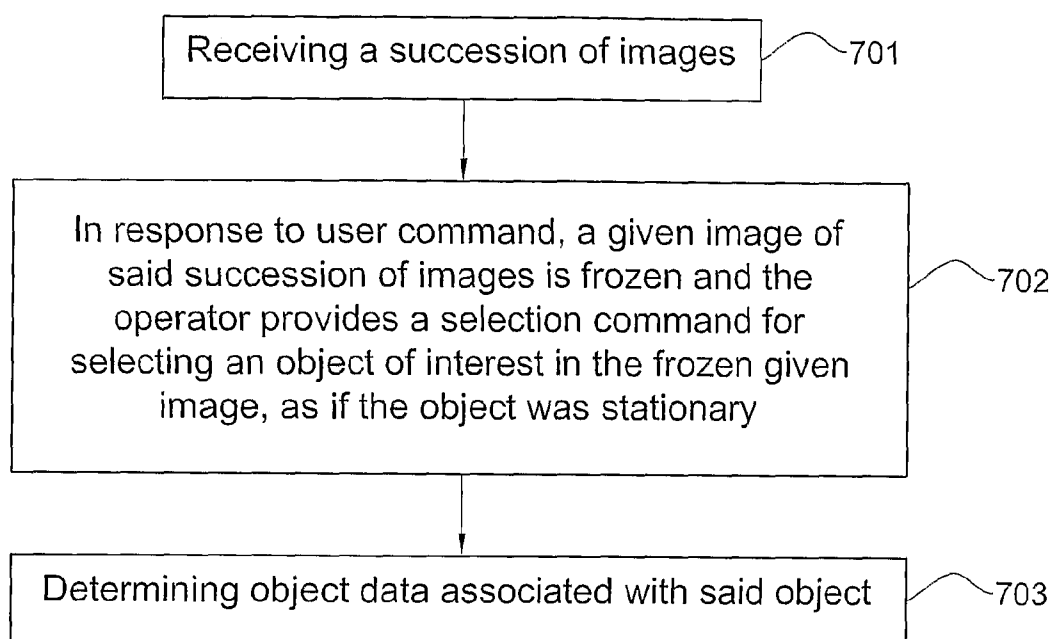 Receiving a succession of images
701
In response to user command, a given image of
said succession of images is frozen and the
operator provides a selection command for
selecting an object of interest in the frozen given
image, as if the object was stationary
702
Determining object data associated with said object
703